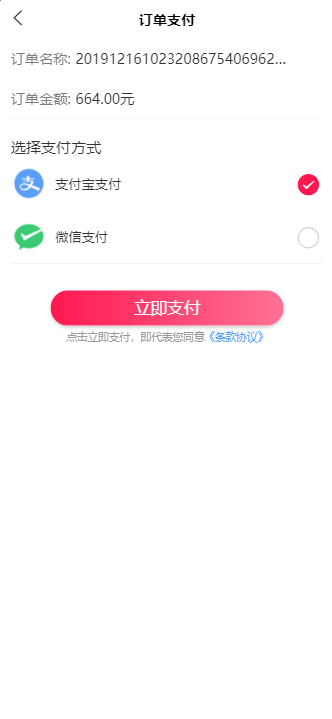 订单支付
订单名称: 201912161023208675406962...
订单金额: 664.00元
选择支付方式
支付宝支付
微信支付
立即支付
点击立即支付，即代表您同意《条款协议》